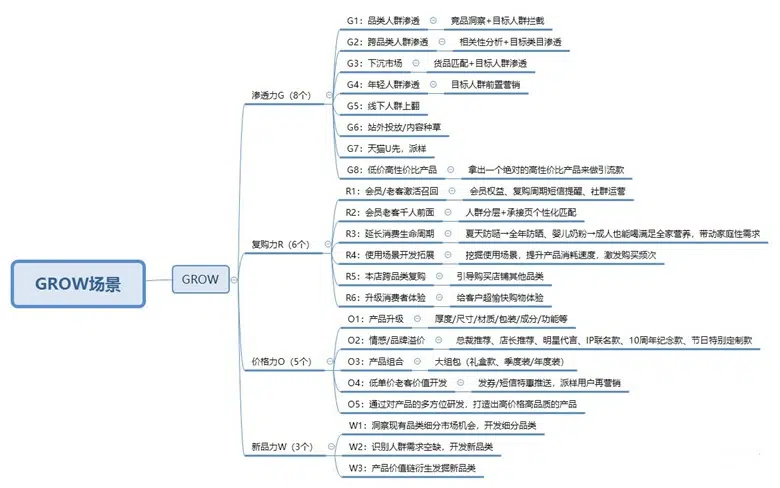 GROW场景
GROW
渗透力G（8个）
G1：品类人群渗透
竞品洞察+目标人群拦截
G2：跨品类人群渗透
相关性分析+目标类目渗透
G3：下沉市场
货品匹配+目标人群渗透
G4：年轻人群渗透
目标人群前置营销
G5：线下人群上翻
G6：站外投放/内容种草
G7：天猫U先，派样
G8：低价高性价比产品
拿出一个绝对的高性价比产品来做引流款
复购力R（6个）
R1：会员/老客激活召回
会员权益、复购周期短信提醒、社群运营
R2：会员老客千人前面
人群分层+承接页个性化匹配
R3：延长消费生命周期
夏天防晒→全年防晒、婴儿奶粉→成人也能喝满足全家营养，带动家庭性需求
R4：使用场景开发拓展
挖掘使用场景，提升产品消耗速度，激发购买频次
R5：本店跨品类复购
引导购买店铺其他品类
R6：升级消费者体验
给客户超愉快购物体验
价格力O（5个）
O1：产品升级
厚度/尺寸/材质/包装/成分/功能等
O2：情感/品牌溢价
总裁推荐、店长推荐、明星代言、IP联名款、10周年纪念款、节日特别定制款
O3：产品组合
大组包（礼盒款、季度装/年度装）
O4：低单价老客价值开发
发券/短信特惠推送，派样用户再营销
O5：通过对产品的多方位研发，打造出高价格高品质的产品
新品力W（3个）
W1：洞察现有品类细分市场机会，开发细分品类
W2：识别人群需求空缺，开发新品类
W3：产品价值链衍生发掘新品类